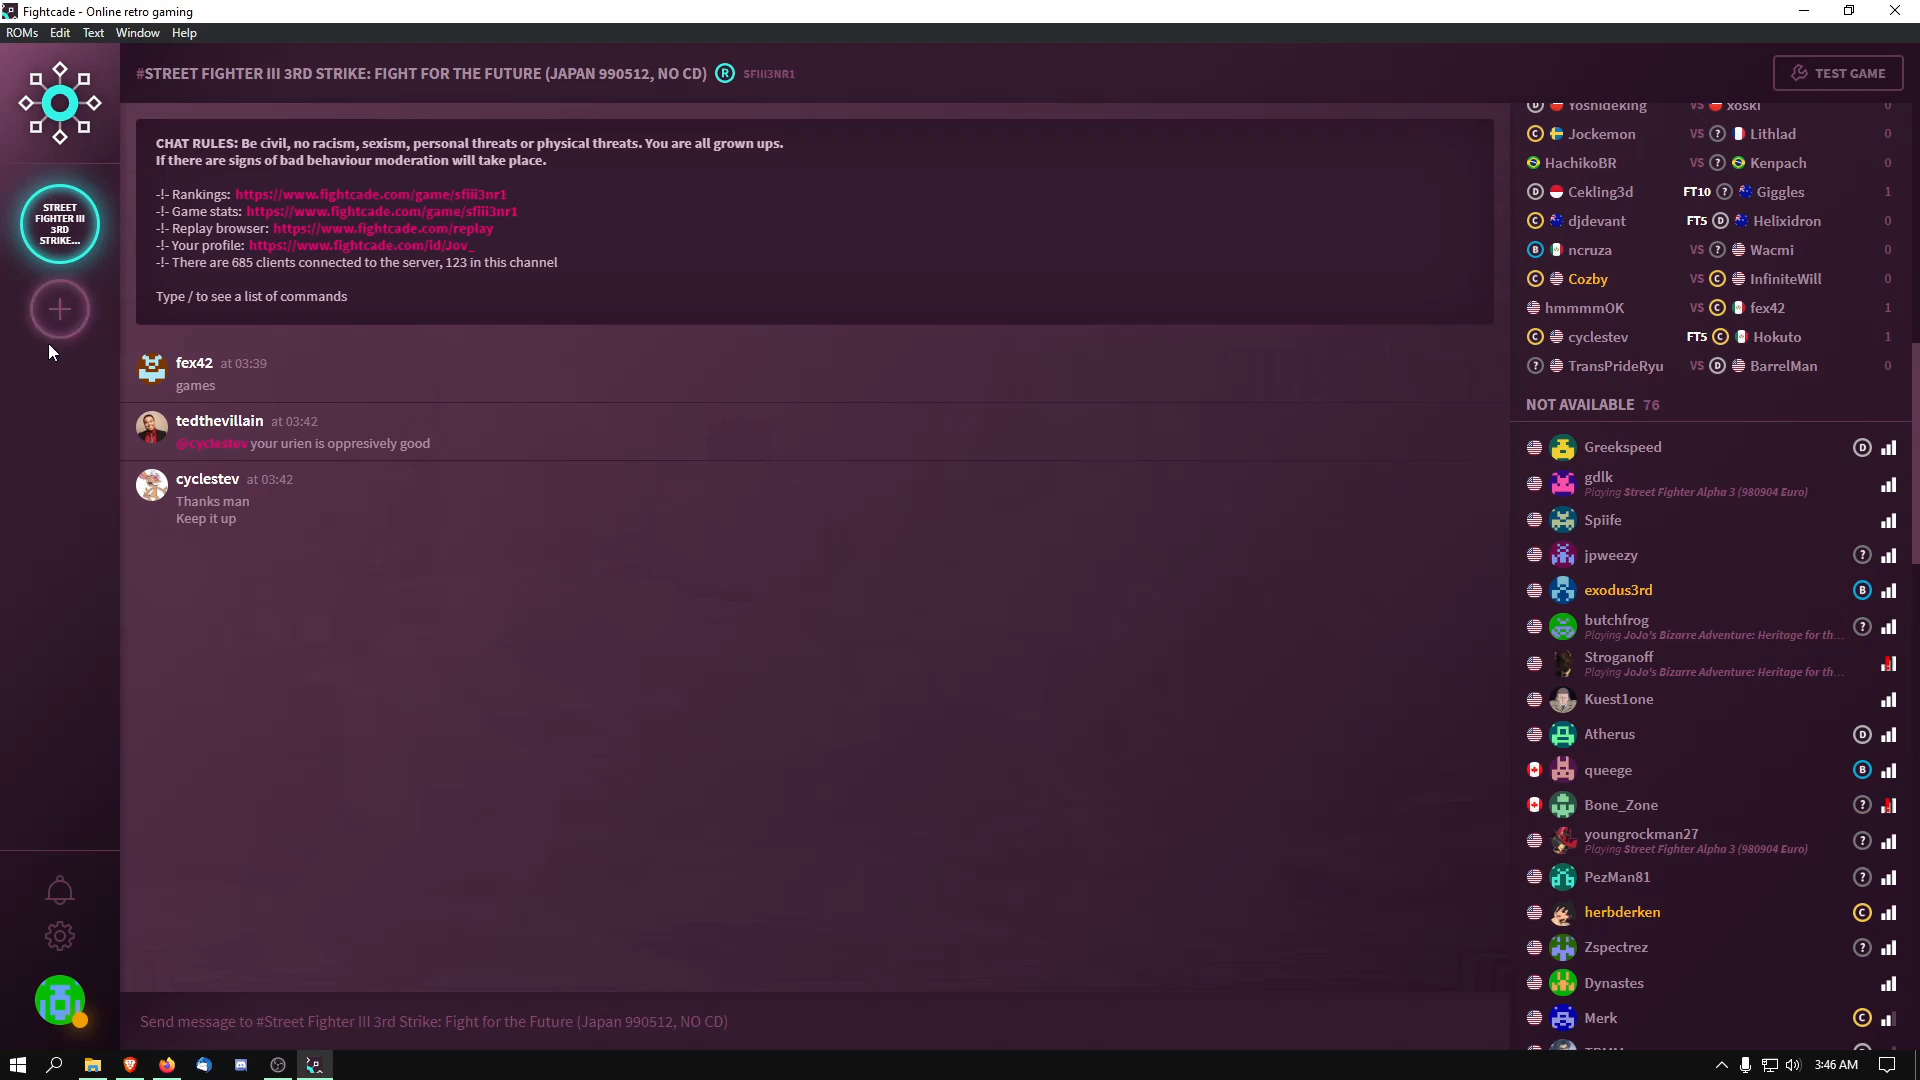 Fightcade - Online retro gaming
ROMs Edit Text Window Help
#STREET FIGHTER III 3RD STRIKE: FIGHT FOR THE FUTURE (JAPAN 990512, NO CD) R SFIII3NR1
TEST GAME
STREET
FIGHTER III
3RD
STRIKE...
CHAT RULES: Be civil, no racism, sexism, personal threats or physical threats. You are all grown ups.
If there are signs of bad behaviour moderation will take place.
-!- Rankings: https://www.fightcade.com/game/sfiii3nr1
-!- Game stats: https://www.fightcade.com/game/sfiii3nr1
-!- Replay browser: https://www.fightcade.com/replay
-!- Your profile: https://www.fightcade.com/id/Jov_
-!- There are 685 clients connected to the server, 123 in this channel
Type / to see a list of commands
fex42 at 03:39
games
tedthevillain at 03:42
@cyclestev your urien is oppresively good
cyclestev at 03:42
Thanks man
Keep it up
Send message to #Street Fighter III 3rd Strike: Fight for the Future (Japan 990512, NO CD)
D Yoshideking VS xoski 0
C Jockemon VS ? Lithlad 0
HachikoBR VS ? Kenpach 0
D Cekling3d FT10 ? Giggles 1
C djdevant FT5 D Helixidron 0
B ncruza VS ? Wacmi 0
C Cozby VS C InfiniteWill 0
hmmmmOK VS C fex42 1
C cyclestev FT5 C Hokuto 1
? TransPrideRyu VS D BarrelMan 0
NOT AVAILABLE 76
Greekspeed D
gdlk
Playing Street Fighter Alpha 3 (980904 Euro)
Spiife
jpweezy ?
exodus3rd B
butchfrog ?
Playing JoJo's Bizarre Adventure: Heritage for th...
Stroganoff
Playing JoJo's Bizarre Adventure: Heritage for th...
Kuest1one
Atherus D
queege B
Bone_Zone ?
youngrockman27 ?
Playing Street Fighter Alpha 3 (980904 Euro)
PezMan81 ?
herbderken C
Zspectrez ?
Dynastes
Merk C
3:46 AM